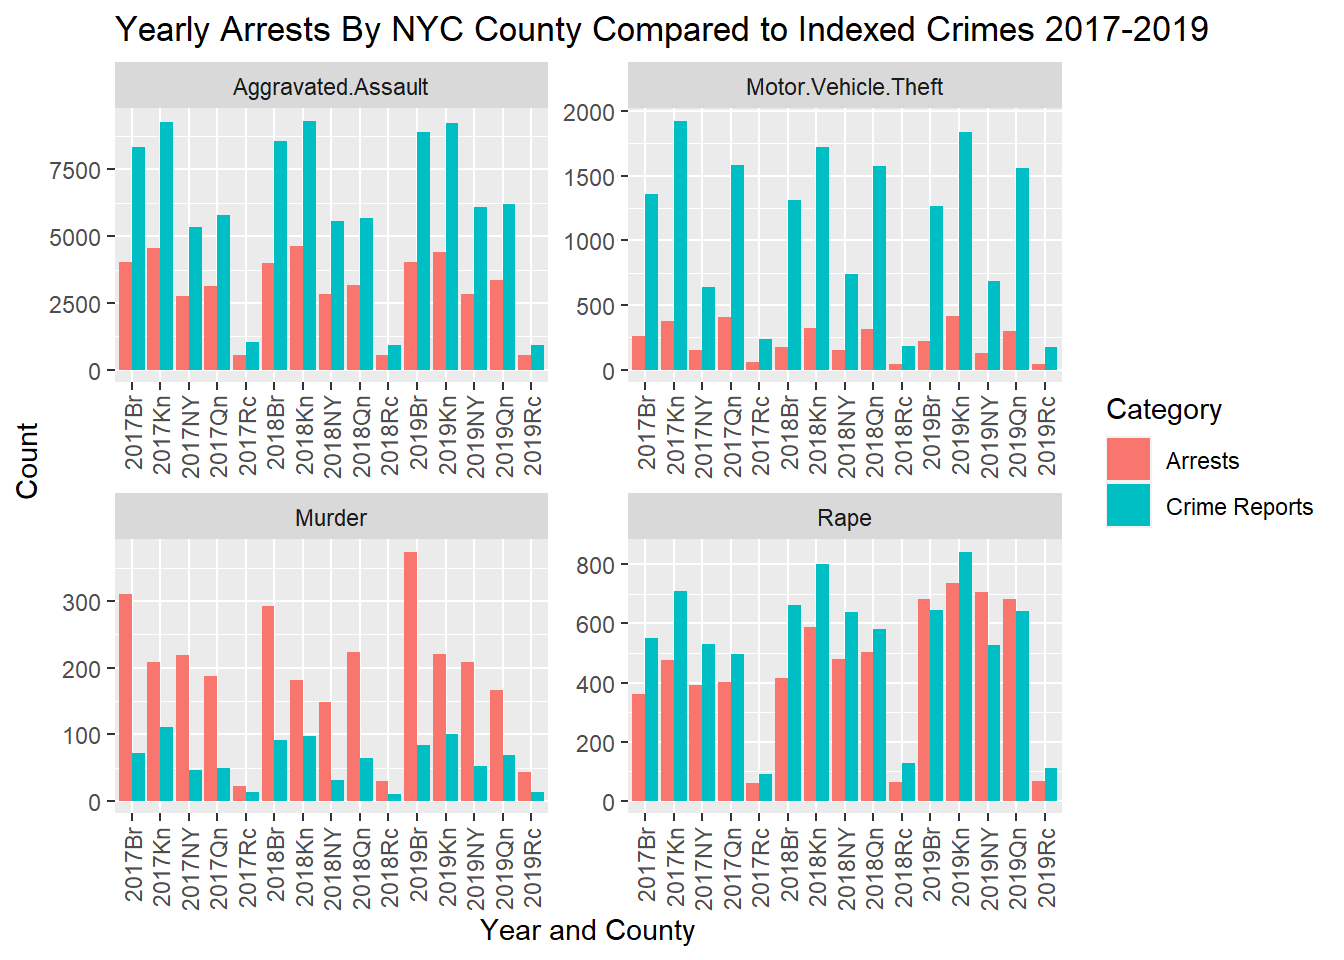 Yearly Arrests By NYC County Compared to Indexed Crimes 2017-2019
Aggravated.Assault
7500
5000
2500
0
2017Br
2017Kn
2017NY
2017Qn
2017Rc
2018Br
2018Kn
2018NY
2018Qn
2018Rc
2019Br
2019Kn
2019NY
2019Qn
2019Rc
Motor.Vehicle.Theft
2000
1500
1000
500
0
2017Br
2017Kn
2017NY
2017Qn
2017Rc
2018Br
2018Kn
2018NY
2018Qn
2018Rc
2019Br
2019Kn
2019NY
2019Qn
2019Rc
Count
Murder
300
200
100
0
2017Br
2017Kn
2017NY
2017Qn
2017Rc
2018Br
2018Kn
2018NY
2018Qn
2018Rc
2019Br
2019Kn
2019NY
2019Qn
2019Rc
Rape
800
600
400
200
0
2017Br
2017Kn
2017NY
2017Qn
2017Rc
2018Br
2018Kn
2018NY
2018Qn
2018Rc
2019Br
2019Kn
2019NY
2019Qn
2019Rc
Year and County
Category
Arrests
Crime Reports